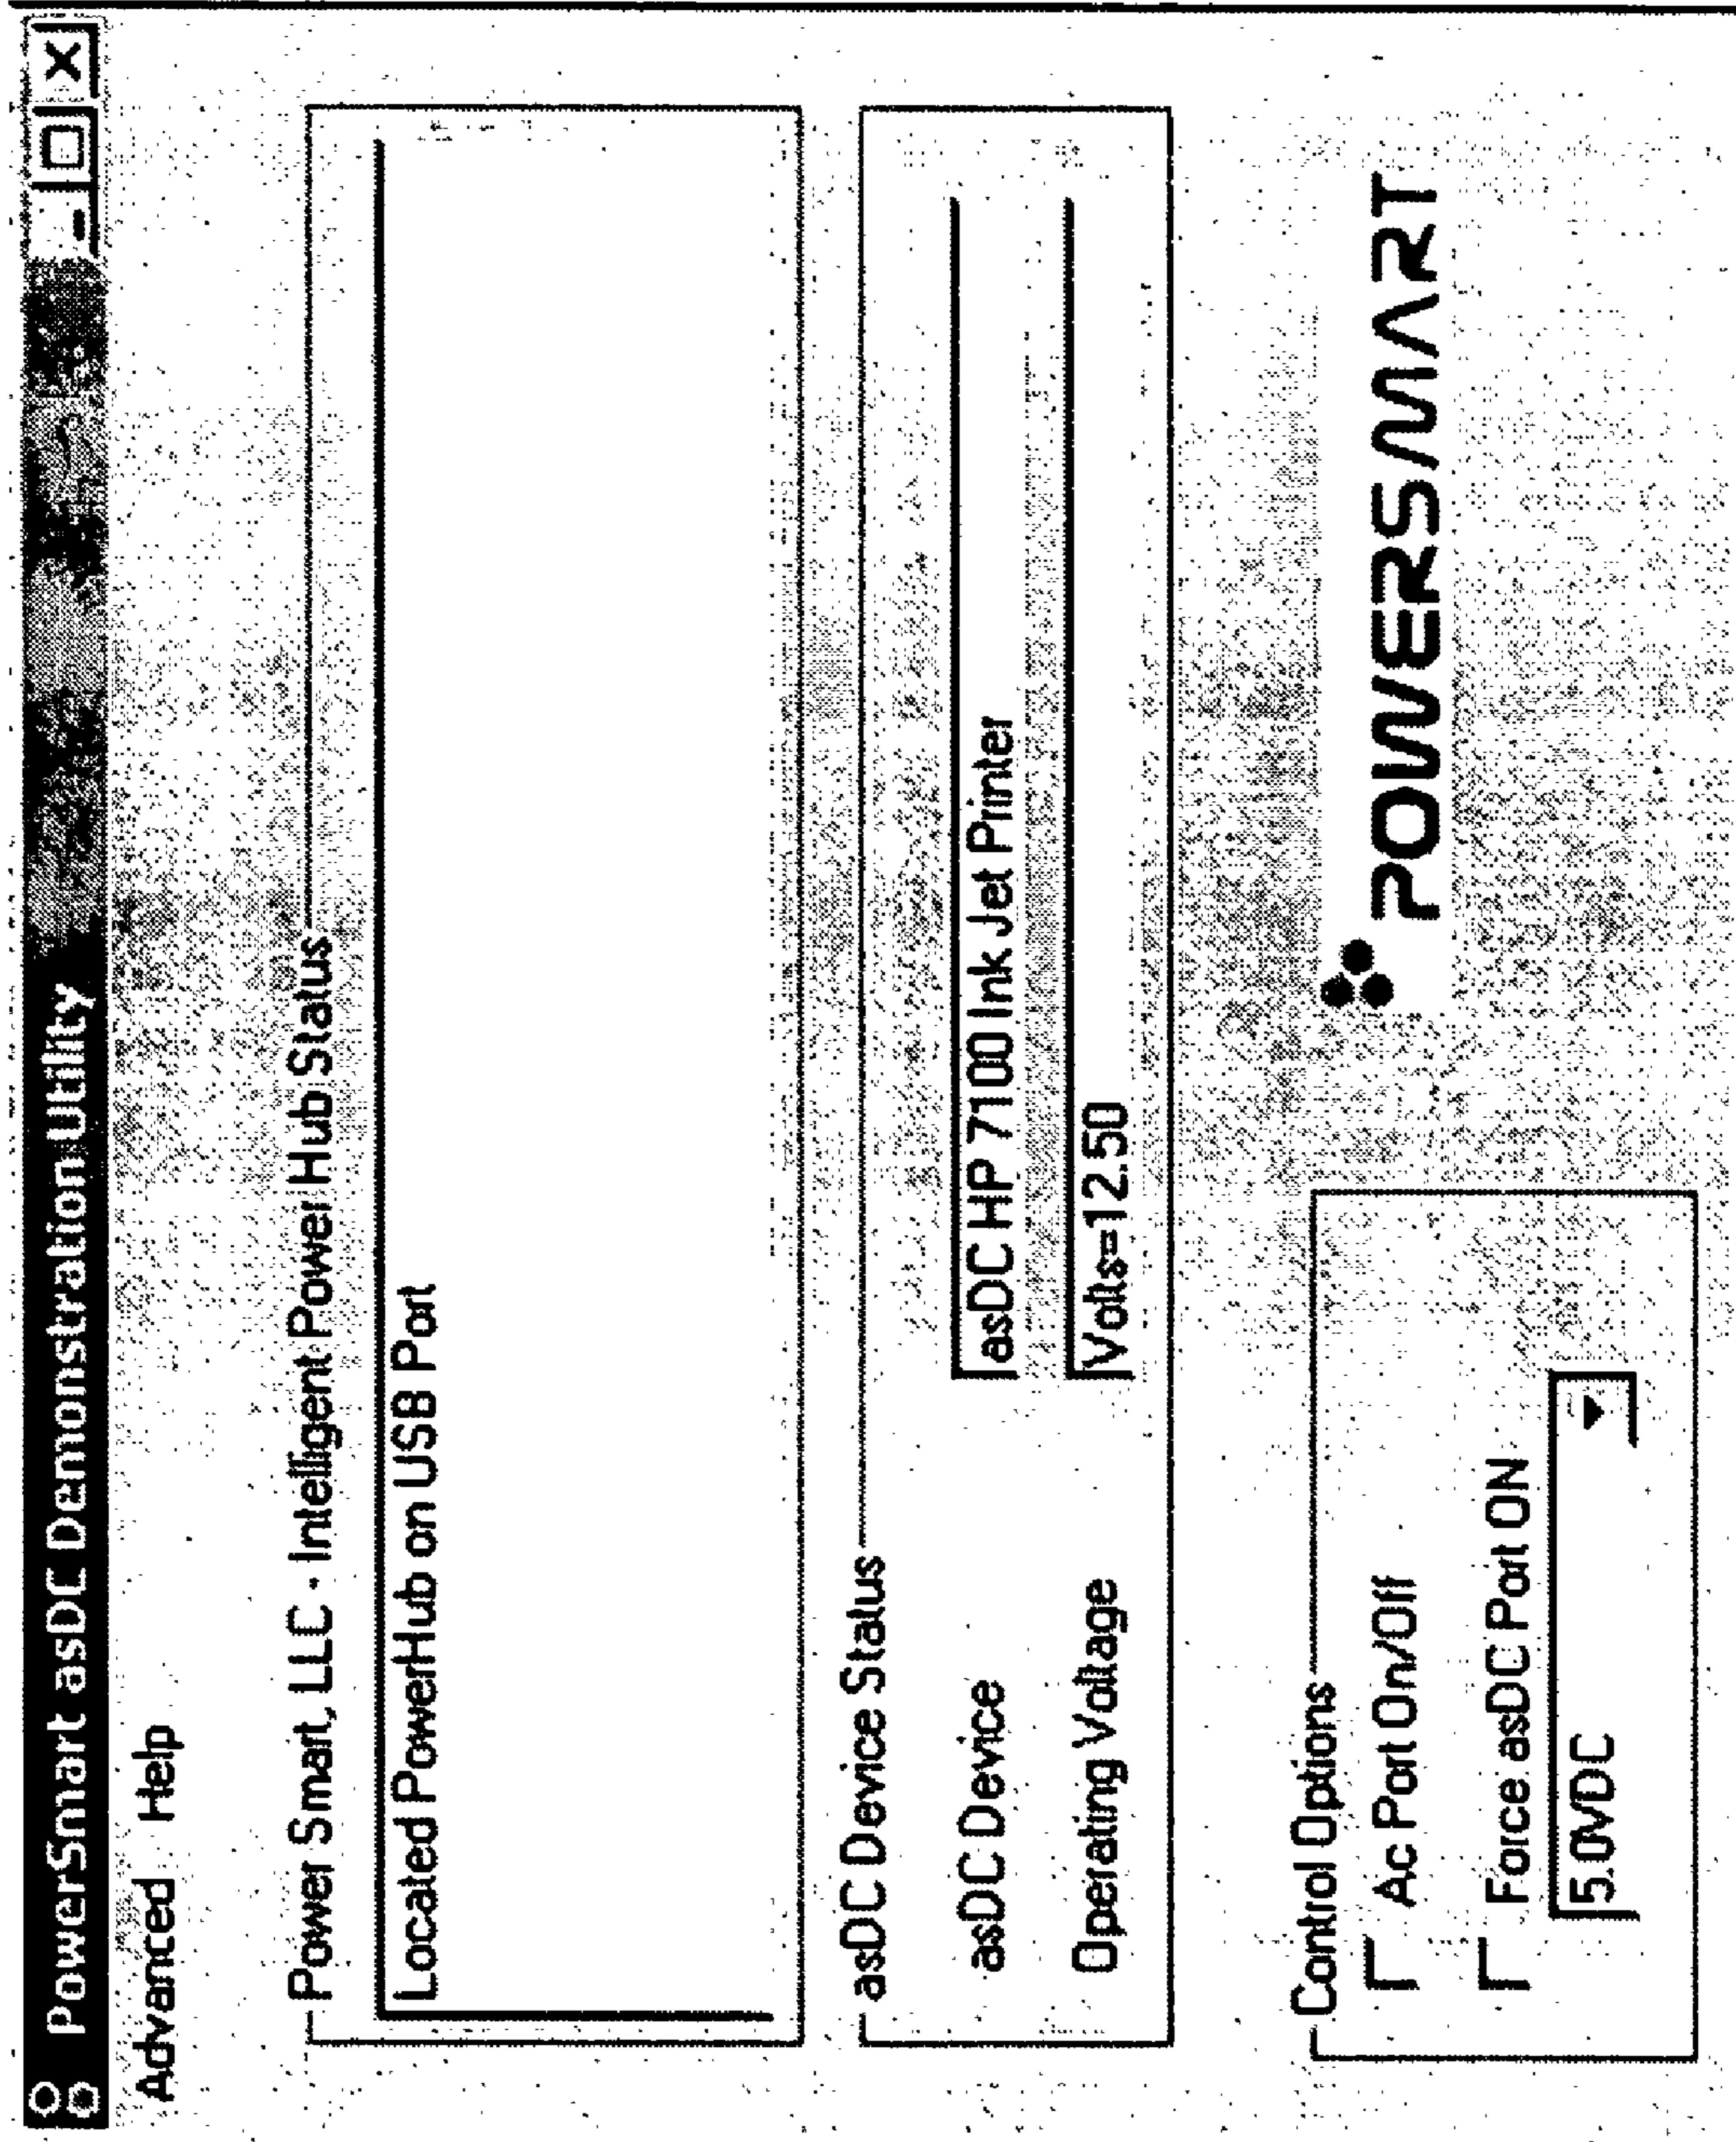 PowerSmart asDC Demonstration Utility
Advanced Help
Power Smart, LLC - Intelligent Power Hub Status
Located PowerHub on USB Port
asDC Device Status
asDC Device
asDC HP 7100 Ink Jet Printer
Operating Voltage
Volts=12.50
Control Options
Ac Port On/Off
Force asDC Port ON
5.0VDC
POWERSMART